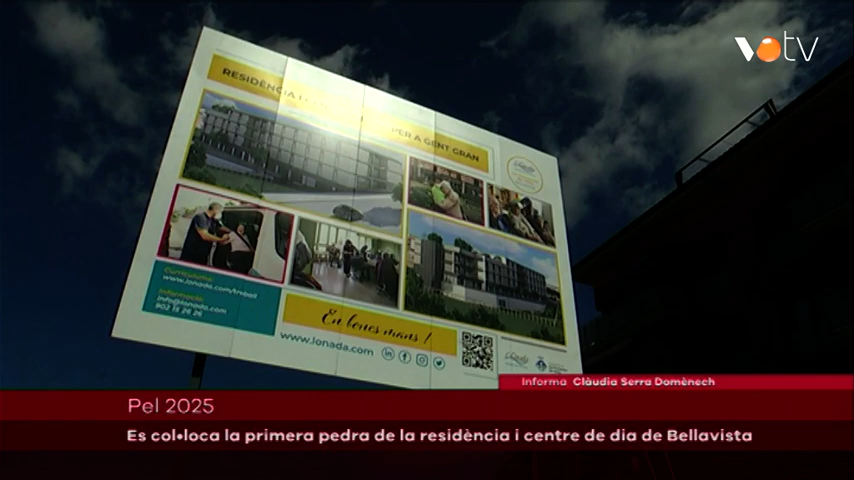 votv
RESIDÈNCIA I
PER A GENT GRAN
Currículums:
www.lonada.com/treball
Informació:
info@lonada.com
902 15 26 26
En bones mans!
www.lonada.com
Informa Clàudia Serra Domènech
Pel 2025
Es col•loca la primera pedra de la residència i centre de dia de Bellavista